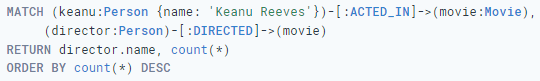 MATCH (keanu:Person {name: 'Keanu Reeves'})-[:ACTED_IN]->(movie:Movie),
(director:Person)-[:DIRECTED]->(movie)
RETURN director.name, count(*)
ORDER BY count(*) DESC